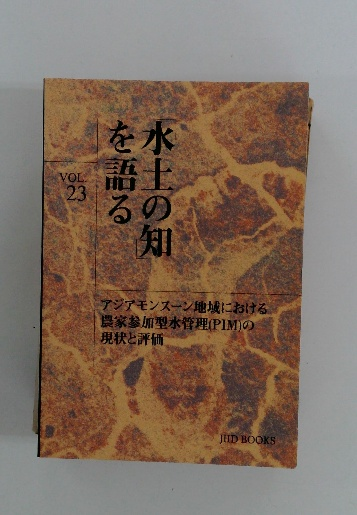 「水土の知」
を語る
VOL.
23
アジアモンスーン地域における
農家参加型水管理(PIM)の
現状と評価
JIID BOOKS